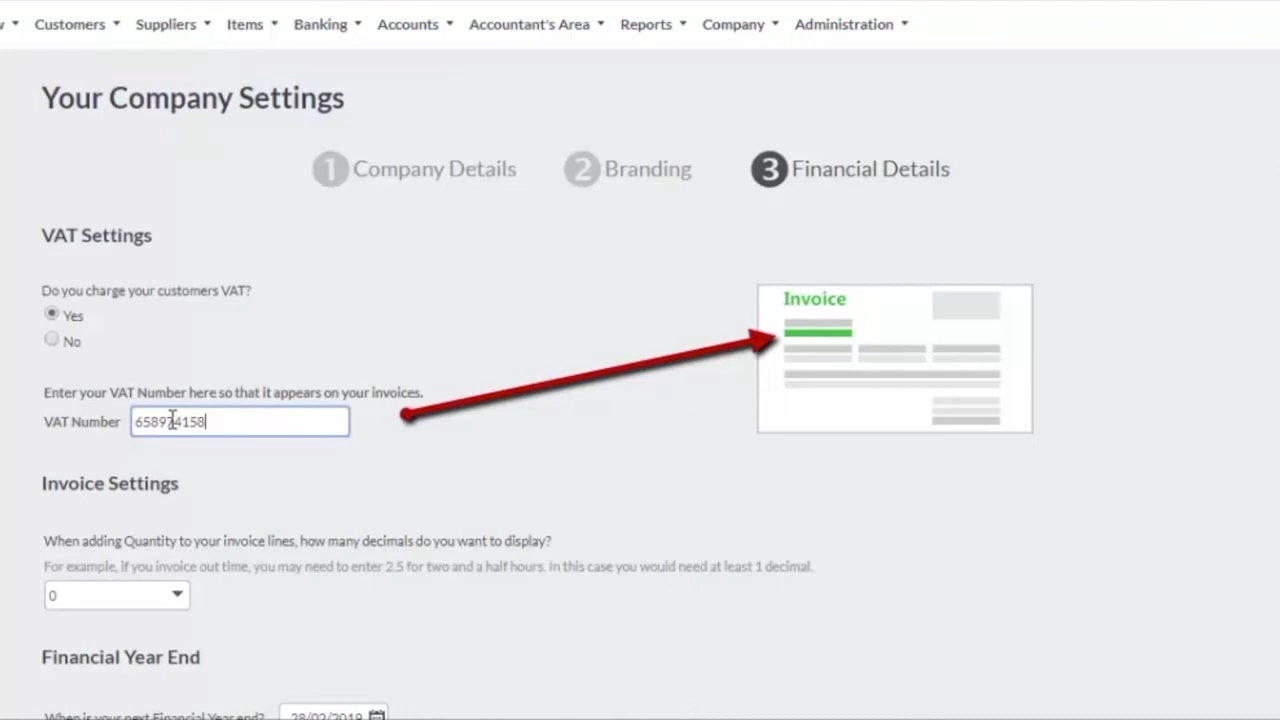 Customers Suppliers Items Banking Accounts Accountant's Area Reports Company Administration
Your Company Settings
1 Company Details 2 Branding 3 Financial Details
VAT Settings
Do you charge your customers VAT?
Yes
No
Invoice
Enter your VAT Number here so that it appears on your invoices.
VAT Number 658974158
Invoice Settings
When adding Quantity to your invoice lines, how many decimals do you want to display?
For example, if you invoice out time, you may need to enter 2.5 for two and a half hours. In this case you would need at least 1 decimal.
0
Financial Year End
When is your next Financial Year end? 28/02/2019